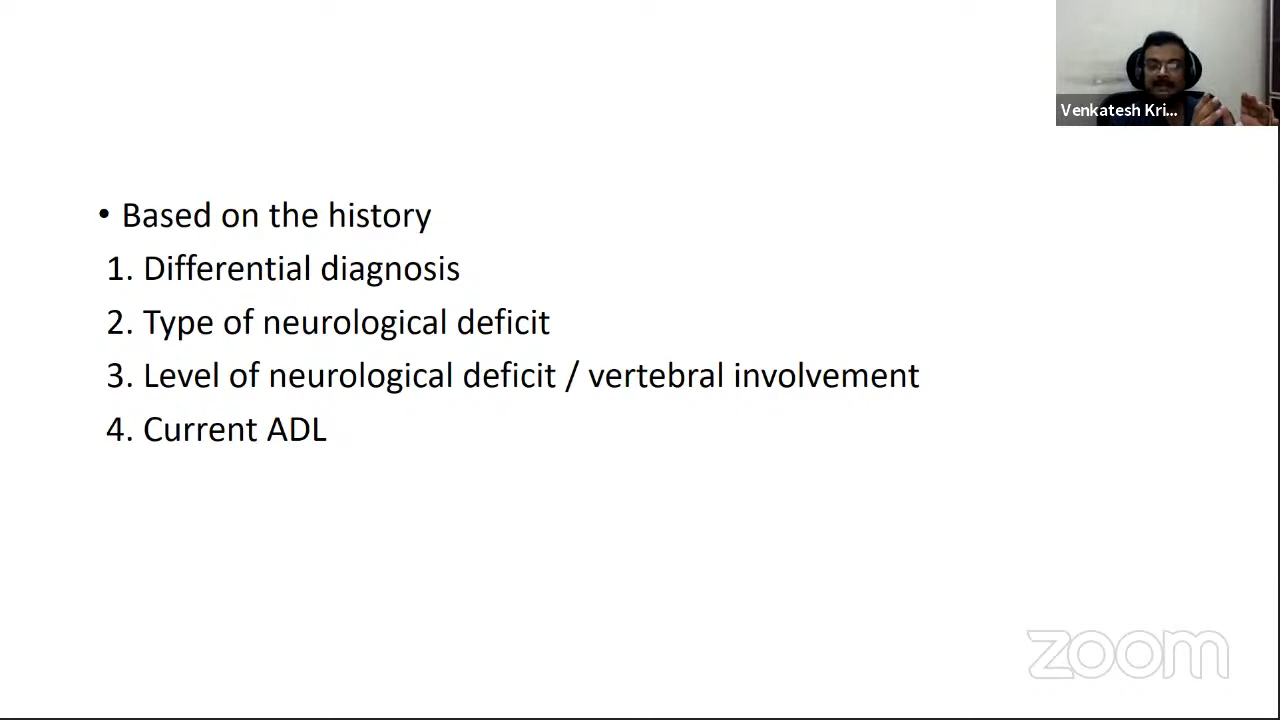 Venkatesh Kri...
• Based on the history
1. Differential diagnosis
2. Type of neurological deficit
3. Level of neurological deficit / vertebral involvement
4. Current ADL
zoom